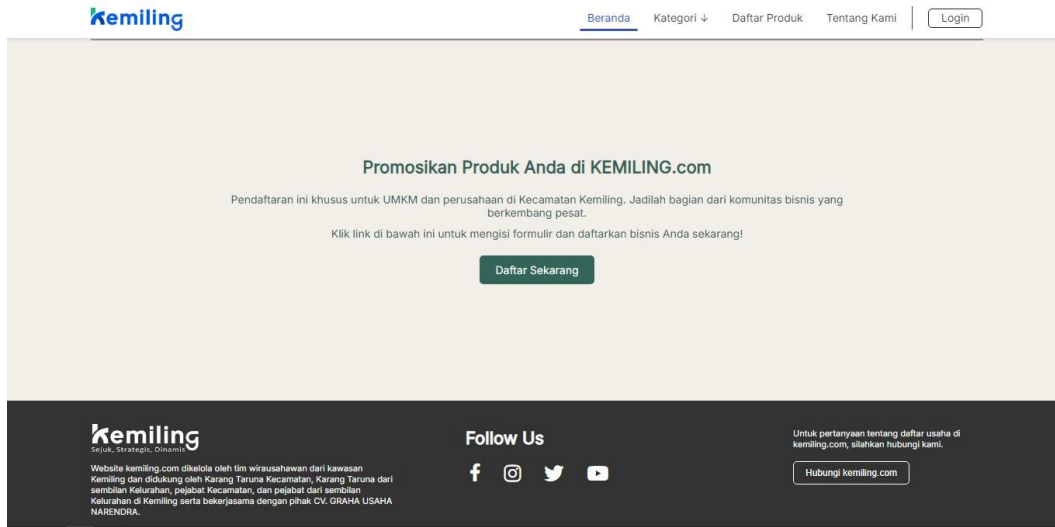 Kemiling
Beranda Kategori ↓ Daftar Produk Tentang Kami Login
Promosikan Produk Anda di KEMILING.com
Pendaftaran ini khusus untuk UMKM dan perusahaan di Kecamatan Kemiling. Jadilah bagian dari komunitas bisnis yang
berkembang pesat.
Klik link di bawah ini untuk mengisi formulir dan daftarkan bisnis Anda sekarang!
Daftar Sekarang
Kemiling
Sejuk, Strategis, Dinamis
Website kemiling.com dikelola oleh tim wirausahawan dari kawasan
Kemiling dan didukung oleh Karang Taruna Kecamatan, Karang Taruna dari
sembilan Kelurahan, pejabat Kecamatan, dan pejabat dari sembilan
Kelurahan di Kemiling serta bekerjasama dengan pihak CV. GRAHA USAHA
NARENDRA.
Follow Us
Untuk pertanyaan tentang daftar usaha di
kemiling.com, silahkan hubungi kami.
Hubungi kemiling.com